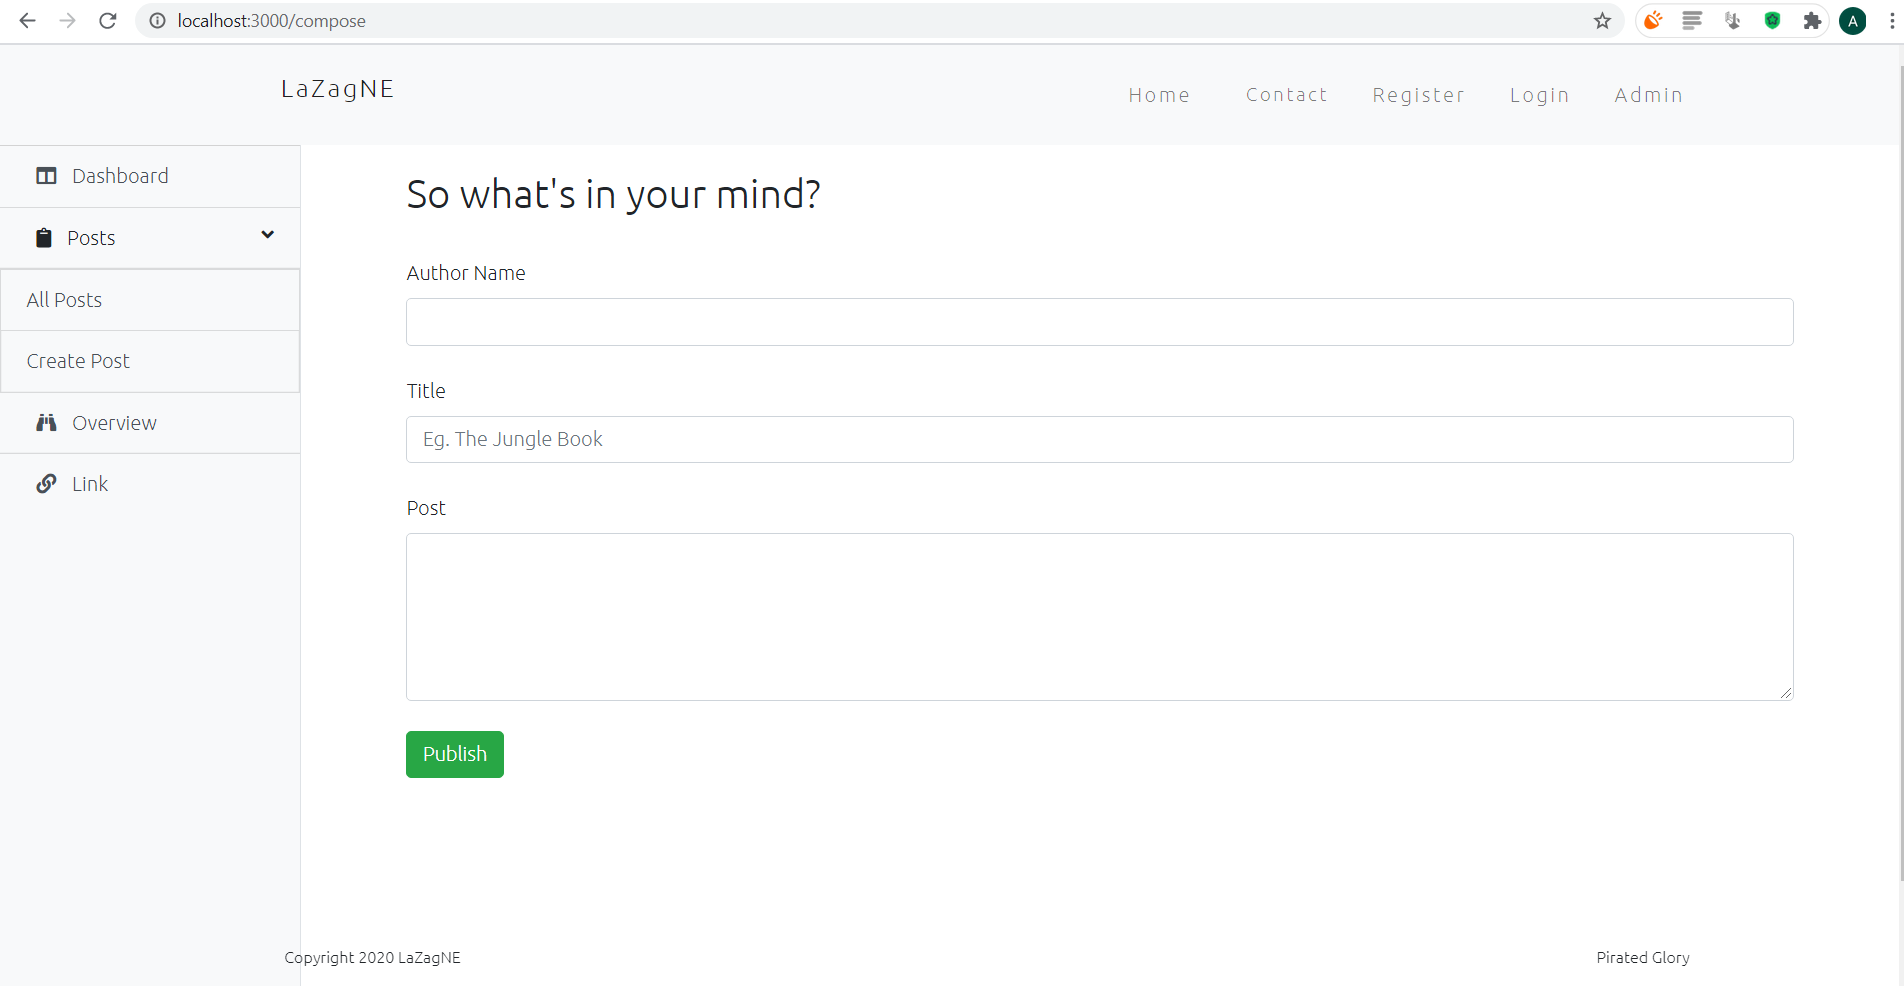 localhost:3000/compose
A
LaZagNE
Home Contact Register Login Admin
Dashboard
Posts
All Posts
Create Post
Overview
Link
So what's in your mind?
Author Name
Title
Eg. The Jungle Book
Post
Publish
Copyright 2020 LaZagNE
Pirated Glory